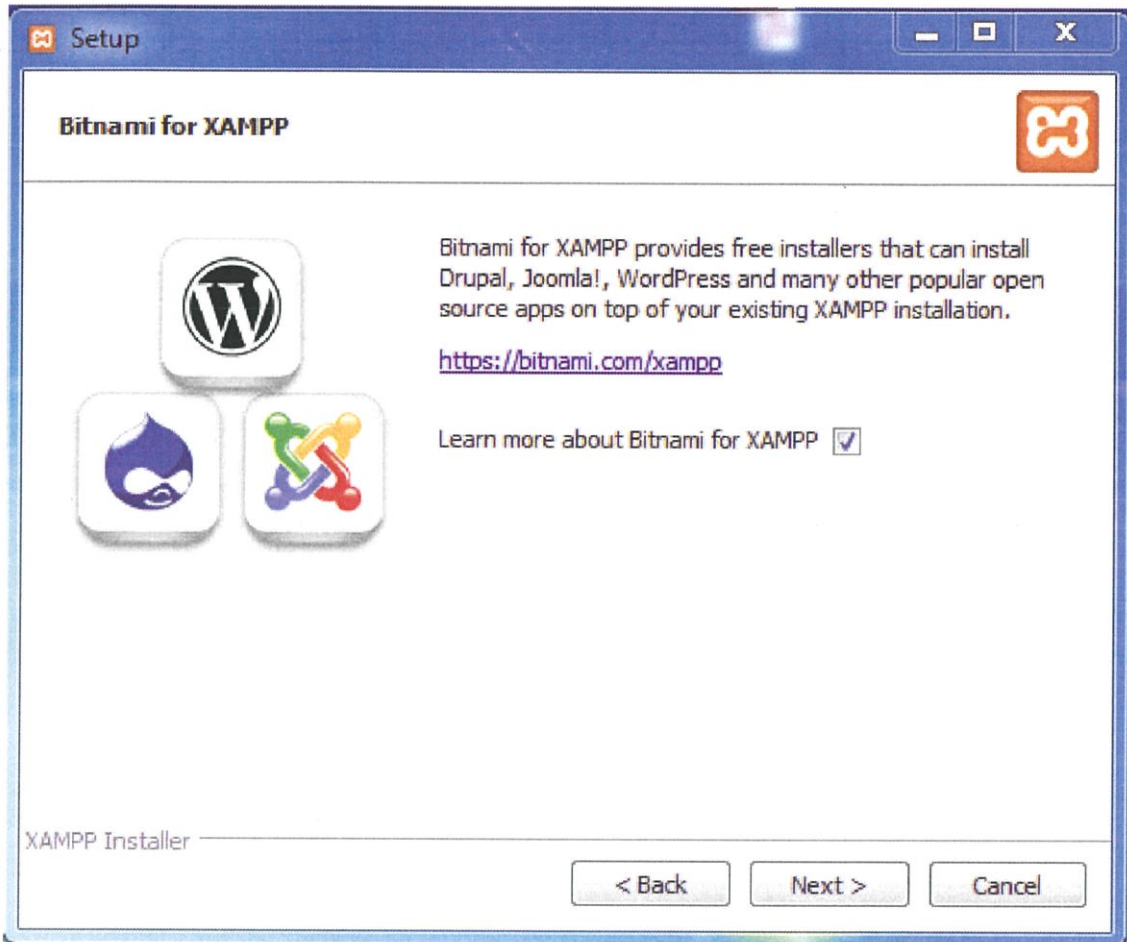 Setup
Bitnami for XAMPP
Bitnami for XAMPP provides free installers that can install
Drupal, Joomla!, WordPress and many other popular open
source apps on top of your existing XAMPP installation.
https://bitnami.com/xampp
Learn more about Bitnami for XAMPP
XAMPP Installer
< Back
Next >
Cancel